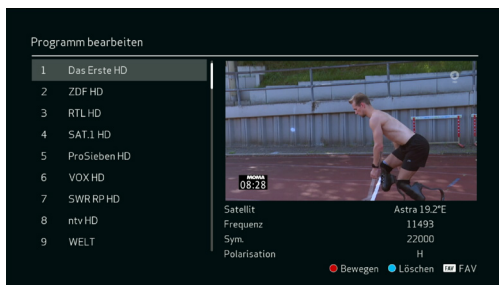 Programm bearbeiten
1 Das Erste HD
2 ZDF HD
3 RTL HD
4 SAT.1 HD
5 ProSieben HD
6 VOX HD
7 SWR RP HD
8 ntv HD
9 WELT
MOMA
08:28
Satellit Astra 19.2°E
Frequenz 11493
Sym. 22000
Polarisation H
Bewegen Löschen FAV FAV